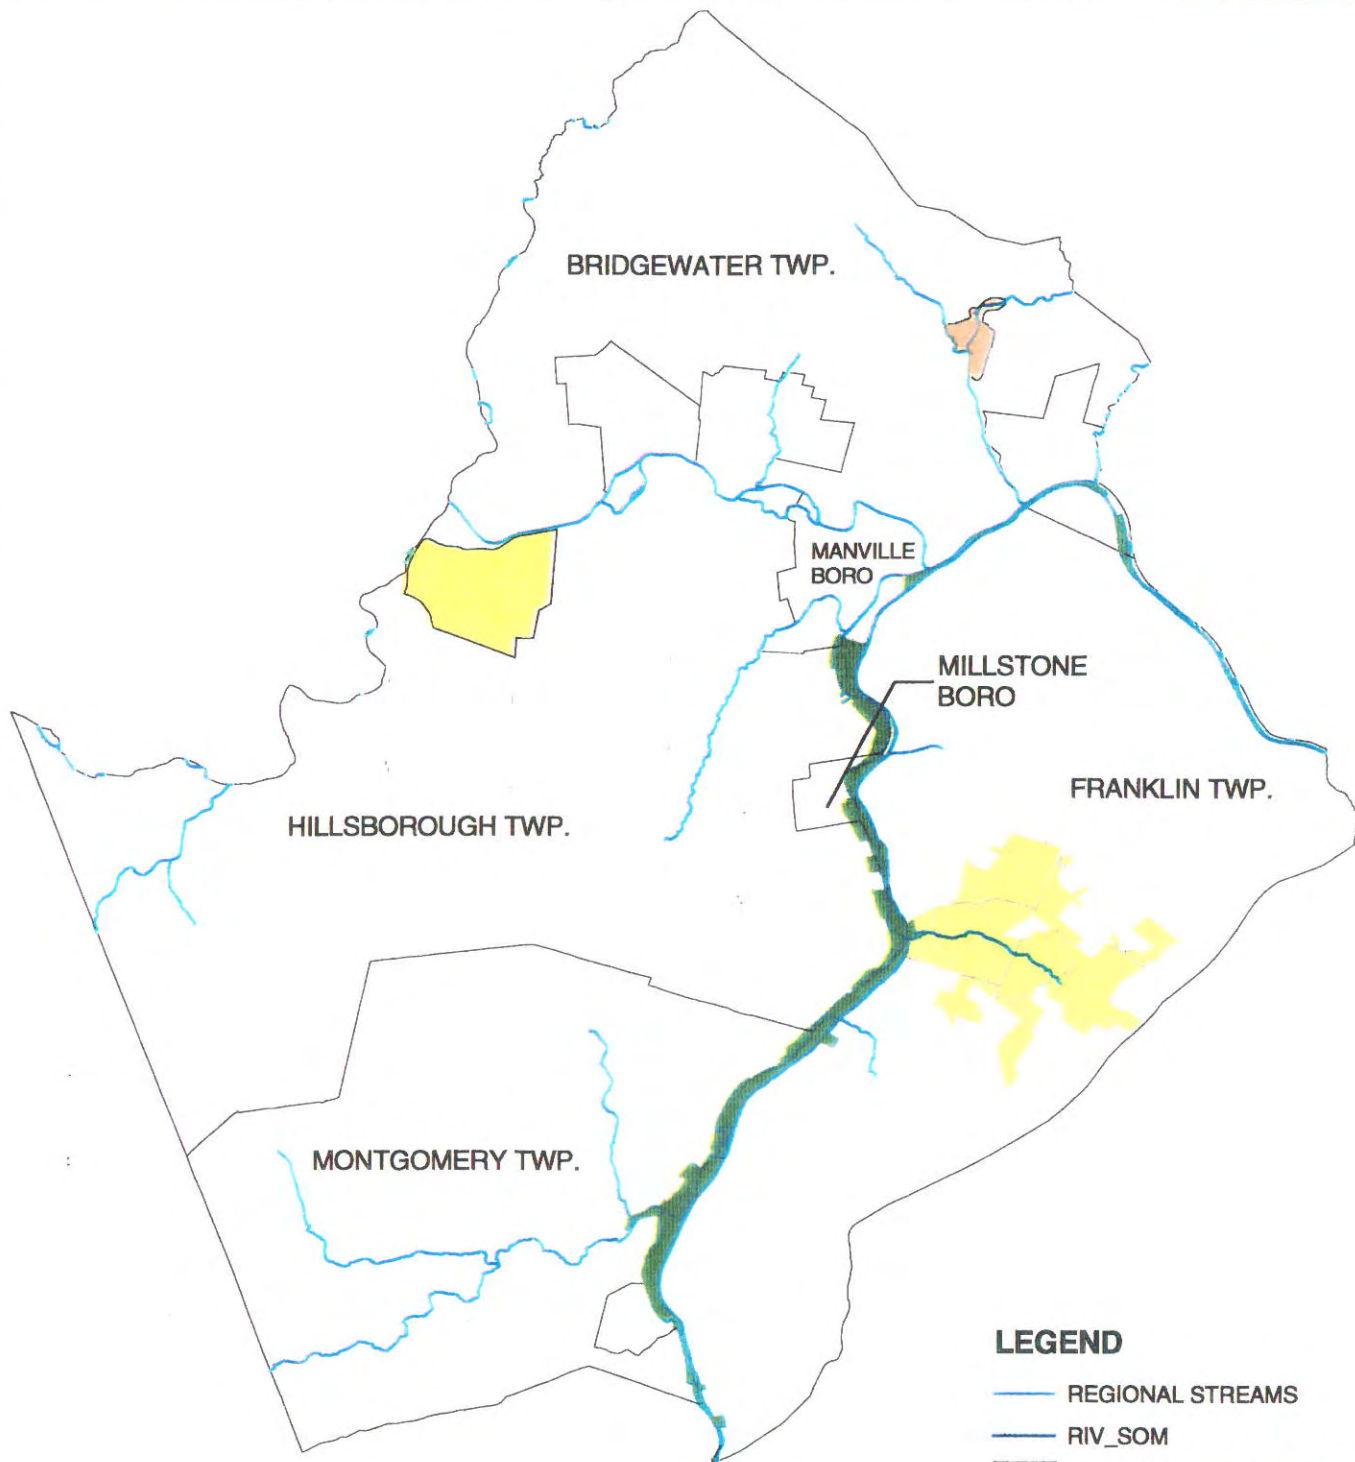 BRIDGEWATER TWP.
MANVILLE
BORO
MILLSTONE
BORO
FRANKLIN TWP.
HILLSBOROUGH TWP.
MONTGOMERY TWP.
LEGEND
REGIONAL STREAMS
RIV_SOM